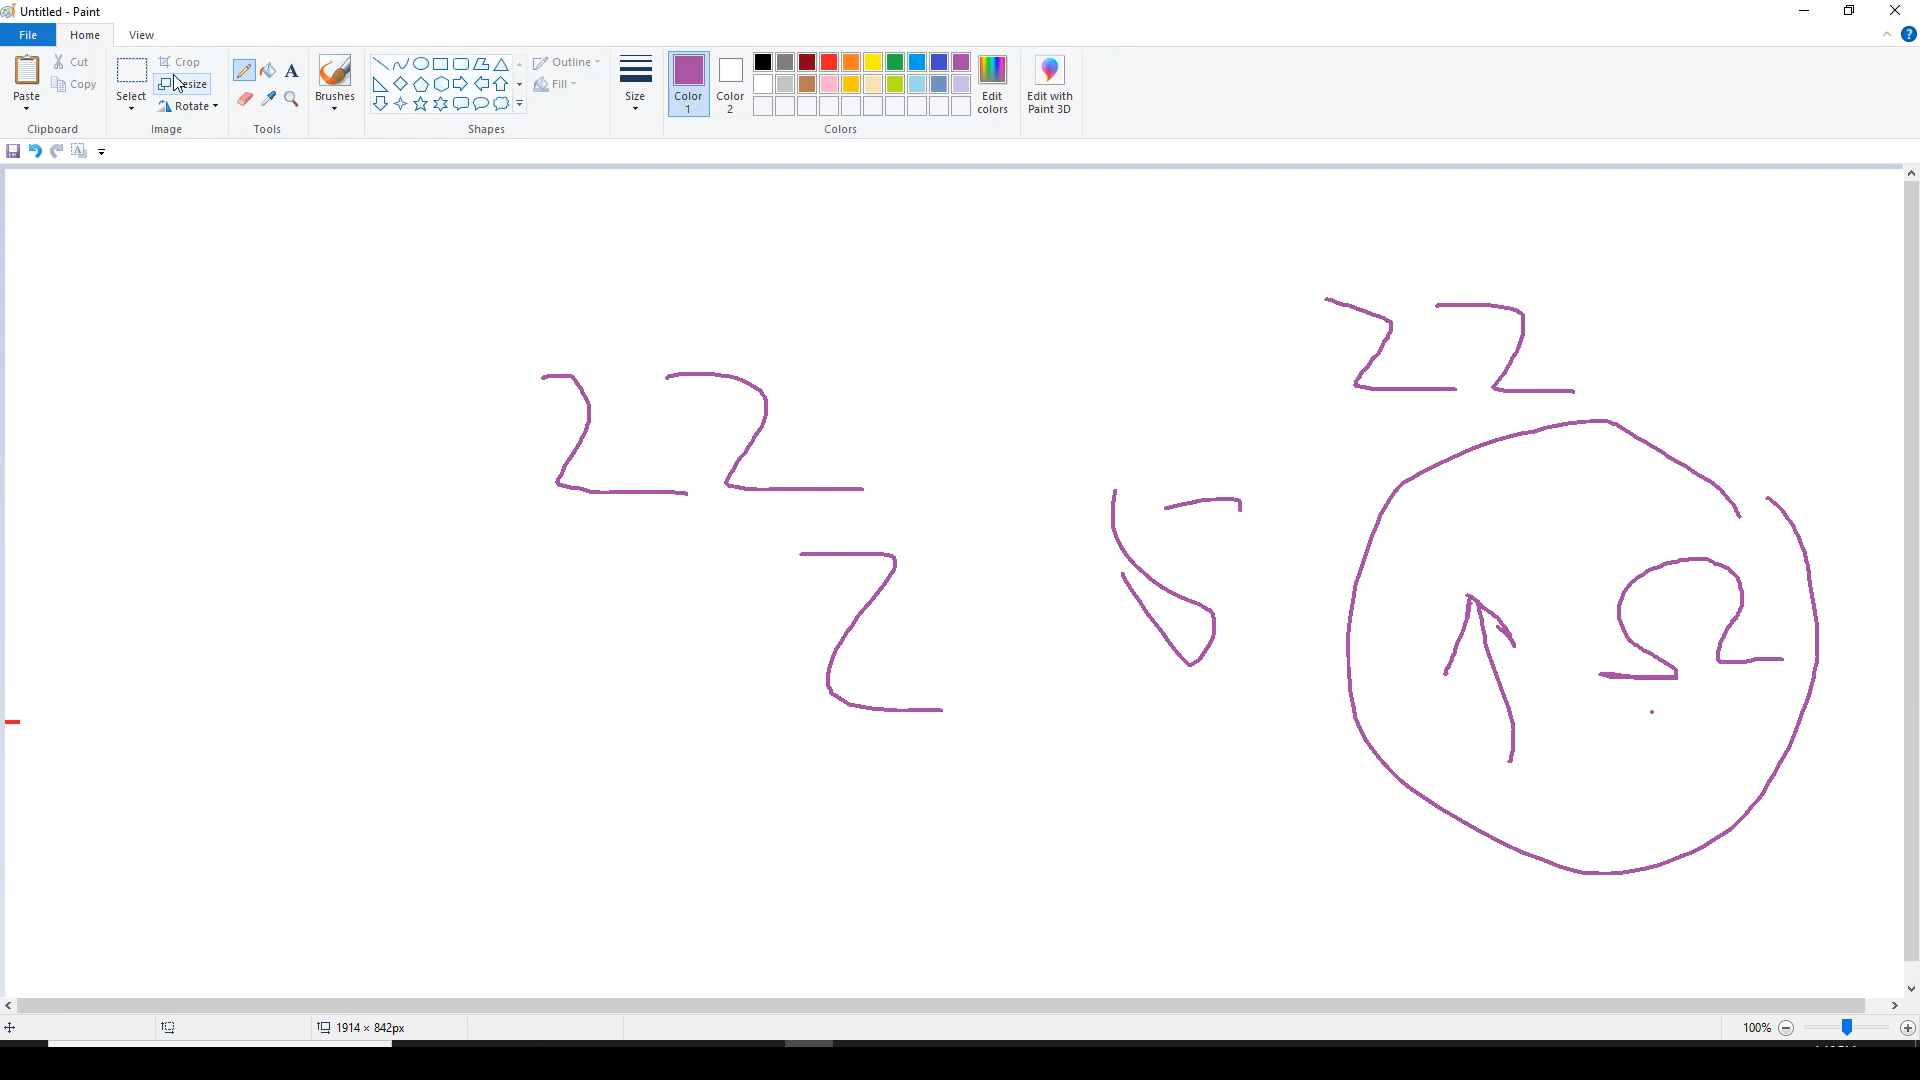 Untitled - Paint
File Home View
Cut
Crop
Outline
Copy
Resize
Fill
Paste
Select
Rotate
Brushes
Size
Color 1
Color 2
Edit colors
Edit with Paint 3D
Clipboard
Image
Tools
Shapes
Colors
22
22
2
5
↑ Ω
1914 × 842px
100%